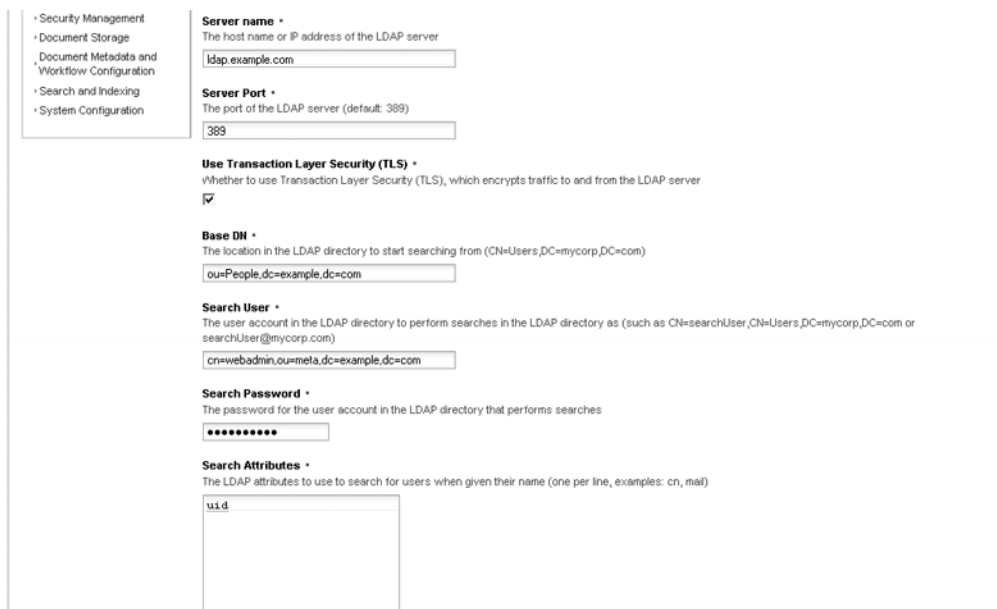 Security Management
Document Storage
Document Metadata and
Workflow Configuration
Search and Indexing
System Configuration
Server name
The host name or IP address of the LDAP server
ldap.example.com
Server Port
The port of the LDAP server (default: 389)
389
Use Transaction Layer Security (TLS)
Whether to use Transaction Layer Security (TLS), which encrypts traffic to and from the LDAP server
Base DN
The location in the LDAP directory to start searching from (CN=Users,DC=mycorp,DC=com)
ou=People,dc=example,dc=com
Search User
The user account in the LDAP directory to perform searches in the LDAP directory as (such as CN=searchUser,CN=Users,DC=mycorp,DC=com or
searchUser@mycorp.com)
cn=webadmin,ou=meta,dc=example,dc=com
Search Password
The password for the user account in the LDAP directory that performs searches
••••••••••
Search Attributes
The LDAP attributes to use to search for users when given their name (one per line, examples: cn, mail)
uid